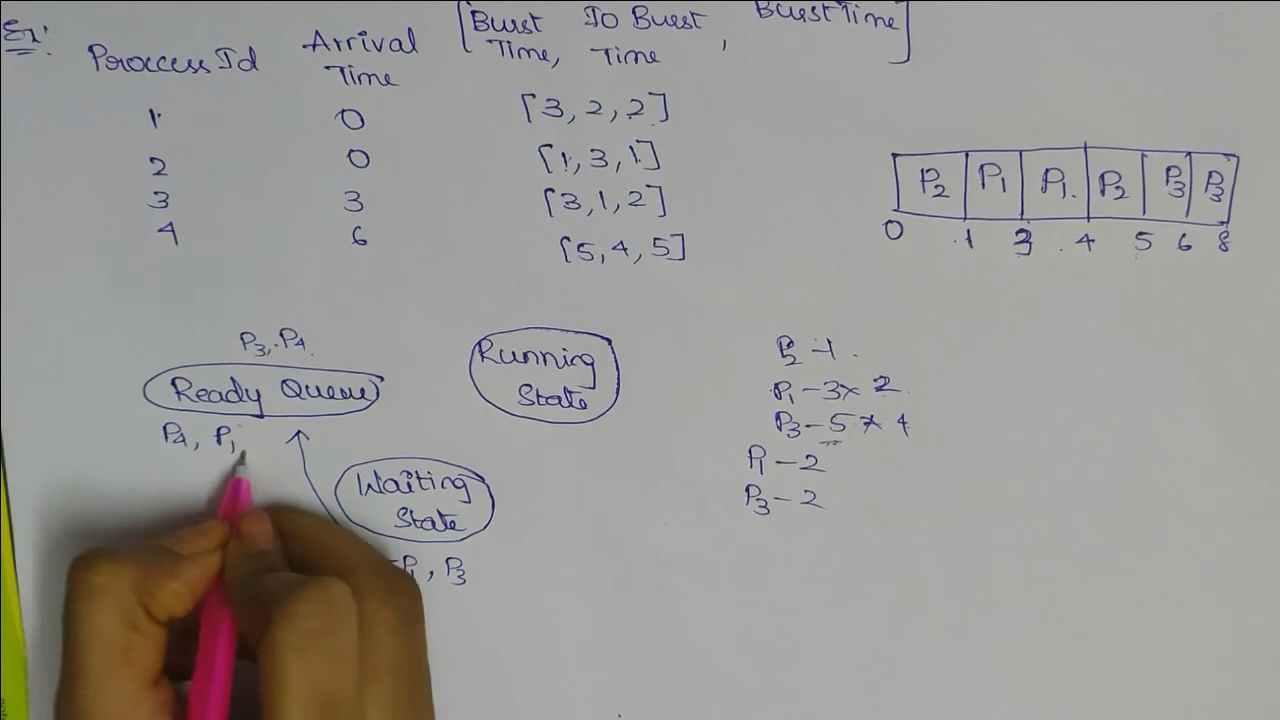 Ex:
Process Id Arrival Time [Burst Time, IO Burst Time, Burst Time]
1 0 [3, 2, 2]
2 0 [1, 3, 1]
3 3 [3, 1, 2]
4 6 [5, 4, 5]
P2 P1 P1. P2 P3 P3
0 1 3 4 5 6 8
P3, P4.
Ready Queue
P4, P1
Running State
Waiting State
P1, P3
P2 - 1.
P1 - 3 x 2
P3 - 5 x 4
P1 - 2
P3 - 2